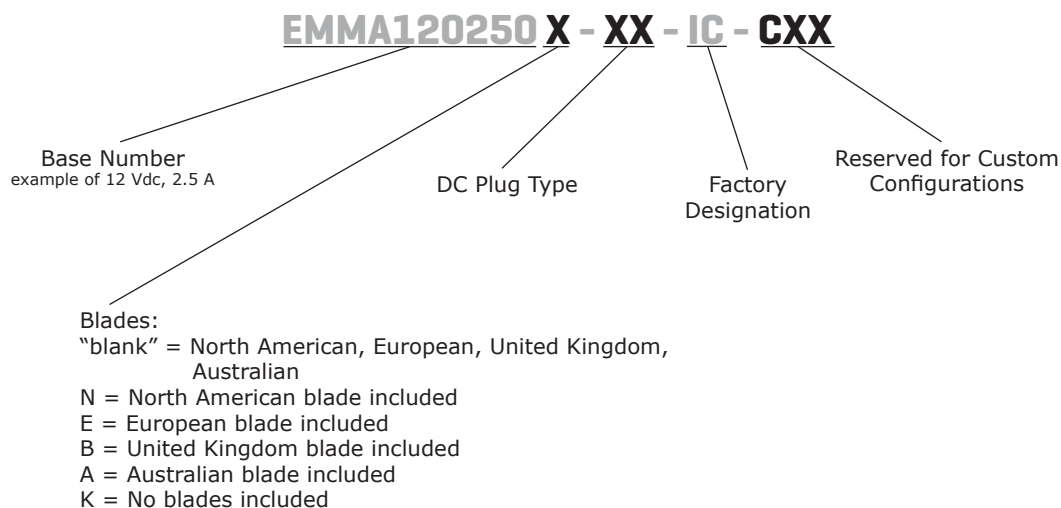 EMMA120250 X - XX - IC - CXX
Base Number
example of 12 Vdc, 2.5 A
DC Plug Type
Factory
Designation
Reserved for Custom
Configurations
Blades:
“blank” = North American, European, United Kingdom,
Australian
N = North American blade included
E = European blade included
B = United Kingdom blade included
A = Australian blade included
K = No blades included